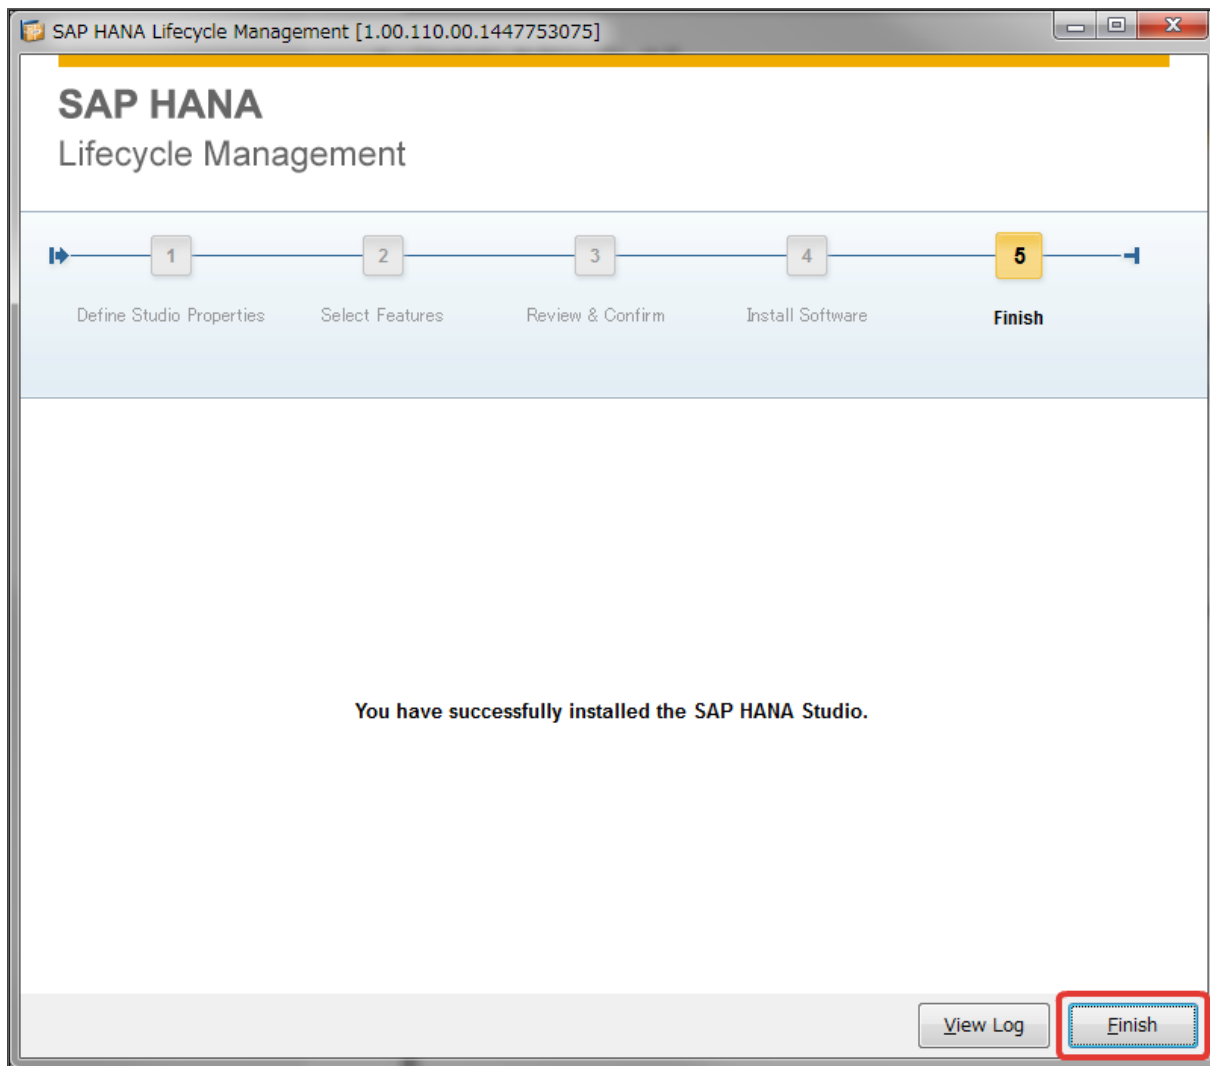 SAP HANA Lifecycle Management [1.00.110.00.1447753075]
SAP HANA
Lifecycle Management
1 2 3 4 5
Define Studio Properties Select Features Review & Confirm Install Software Finish
You have successfully installed the SAP HANA Studio.
View Log Finish